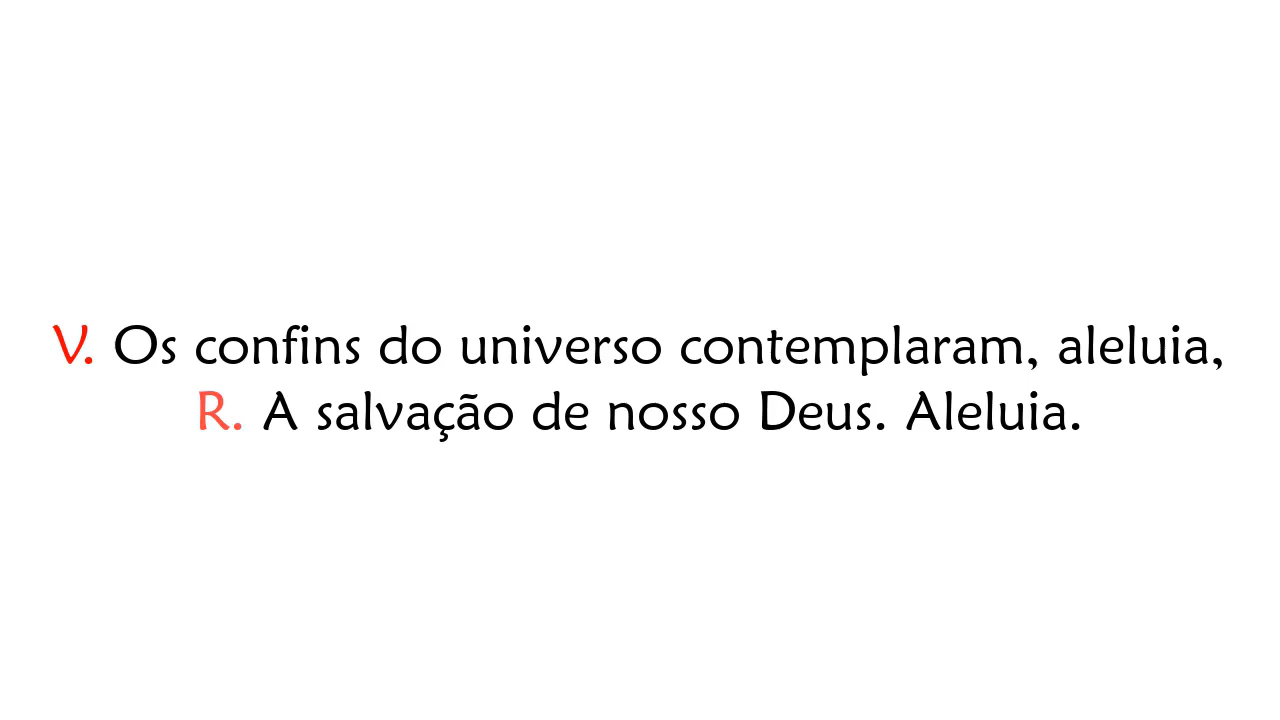 V. Os confins do universo contemplaram, aleluia,
R. A salvação de nosso Deus. Aleluia.